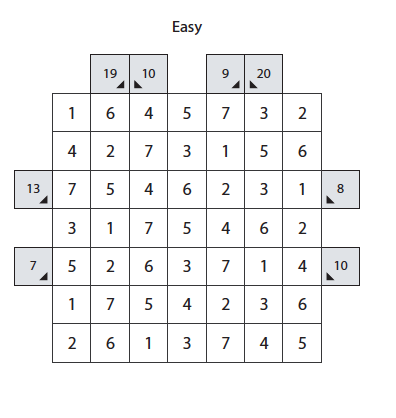 Easy
19 10 9 20
1 6 4 5 7 3 2
4 2 7 3 1 5 6
13 7 5 4 6 2 3 1 8
3 1 7 5 4 6 2
7 5 2 6 3 7 1 4 10
1 7 5 4 2 3 6
2 6 1 3 7 4 5